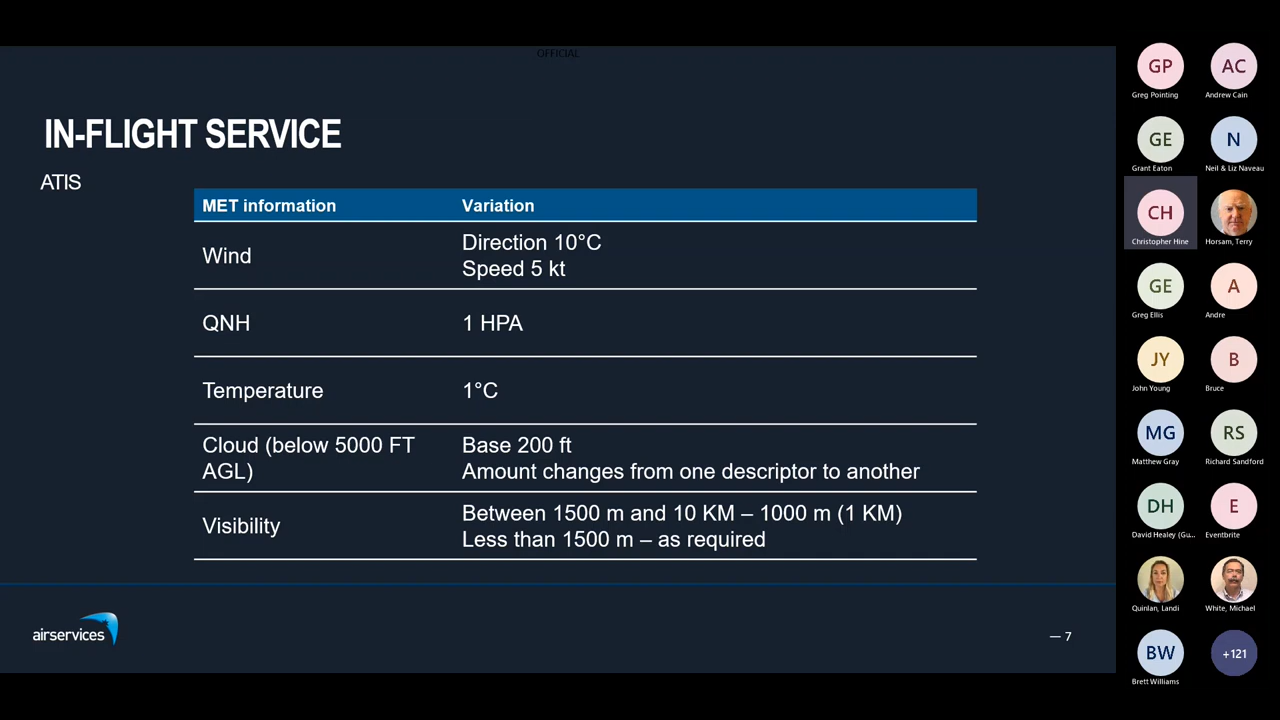 OFFICIAL
IN-FLIGHT SERVICE
ATIS
MET information Variation
Wind Direction 10°C
Speed 5 kt
QNH 1 HPA
Temperature 1°C
Cloud (below 5000 FT AGL) Base 200 ft
Amount changes from one descriptor to another
Visibility Between 1500 m and 10 KM – 1000 m (1 KM)
Less than 1500 m – as required
airservices
— 7
GP AC
Greg Pointing Andrew Cain
GE N
Grant Eaton Neil & Liz Naveau
CH
Christopher Hine Horsam, Terry
GE A
Greg Ellis Andre
JY B
John Young Bruce
MG RS
Matthew Gray Richard Sandford
DH E
David Healey (Gu... Eventbrite
Quinlan, Landi White, Michael
BW +121
Brett Williams